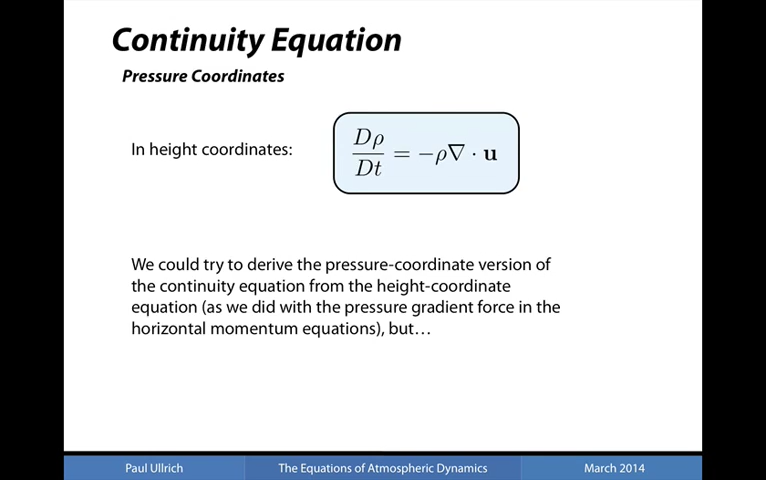 Continuity Equation
Pressure Coordinates
In height coordinates:
Dρ/Dt = −ρ∇ · u
We could try to derive the pressure-coordinate version of
the continuity equation from the height-coordinate
equation (as we did with the pressure gradient force in the
horizontal momentum equations), but…
Paul Ullrich
The Equations of Atmospheric Dynamics
March 2014